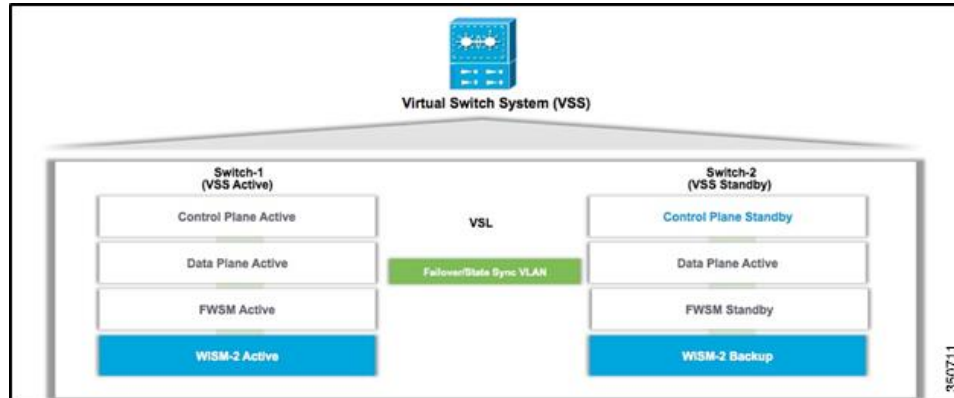 Virtual Switch System (VSS)
Switch-1
(VSS Active)
Switch-2
(VSS Standby)
Control Plane Active
VSL
Control Plane Standby
Data Plane Active
Failover/State Sync VLAN
Data Plane Active
FWSM Active
FWSM Standby
WISM-2 Active
WISM-2 Backup
350711